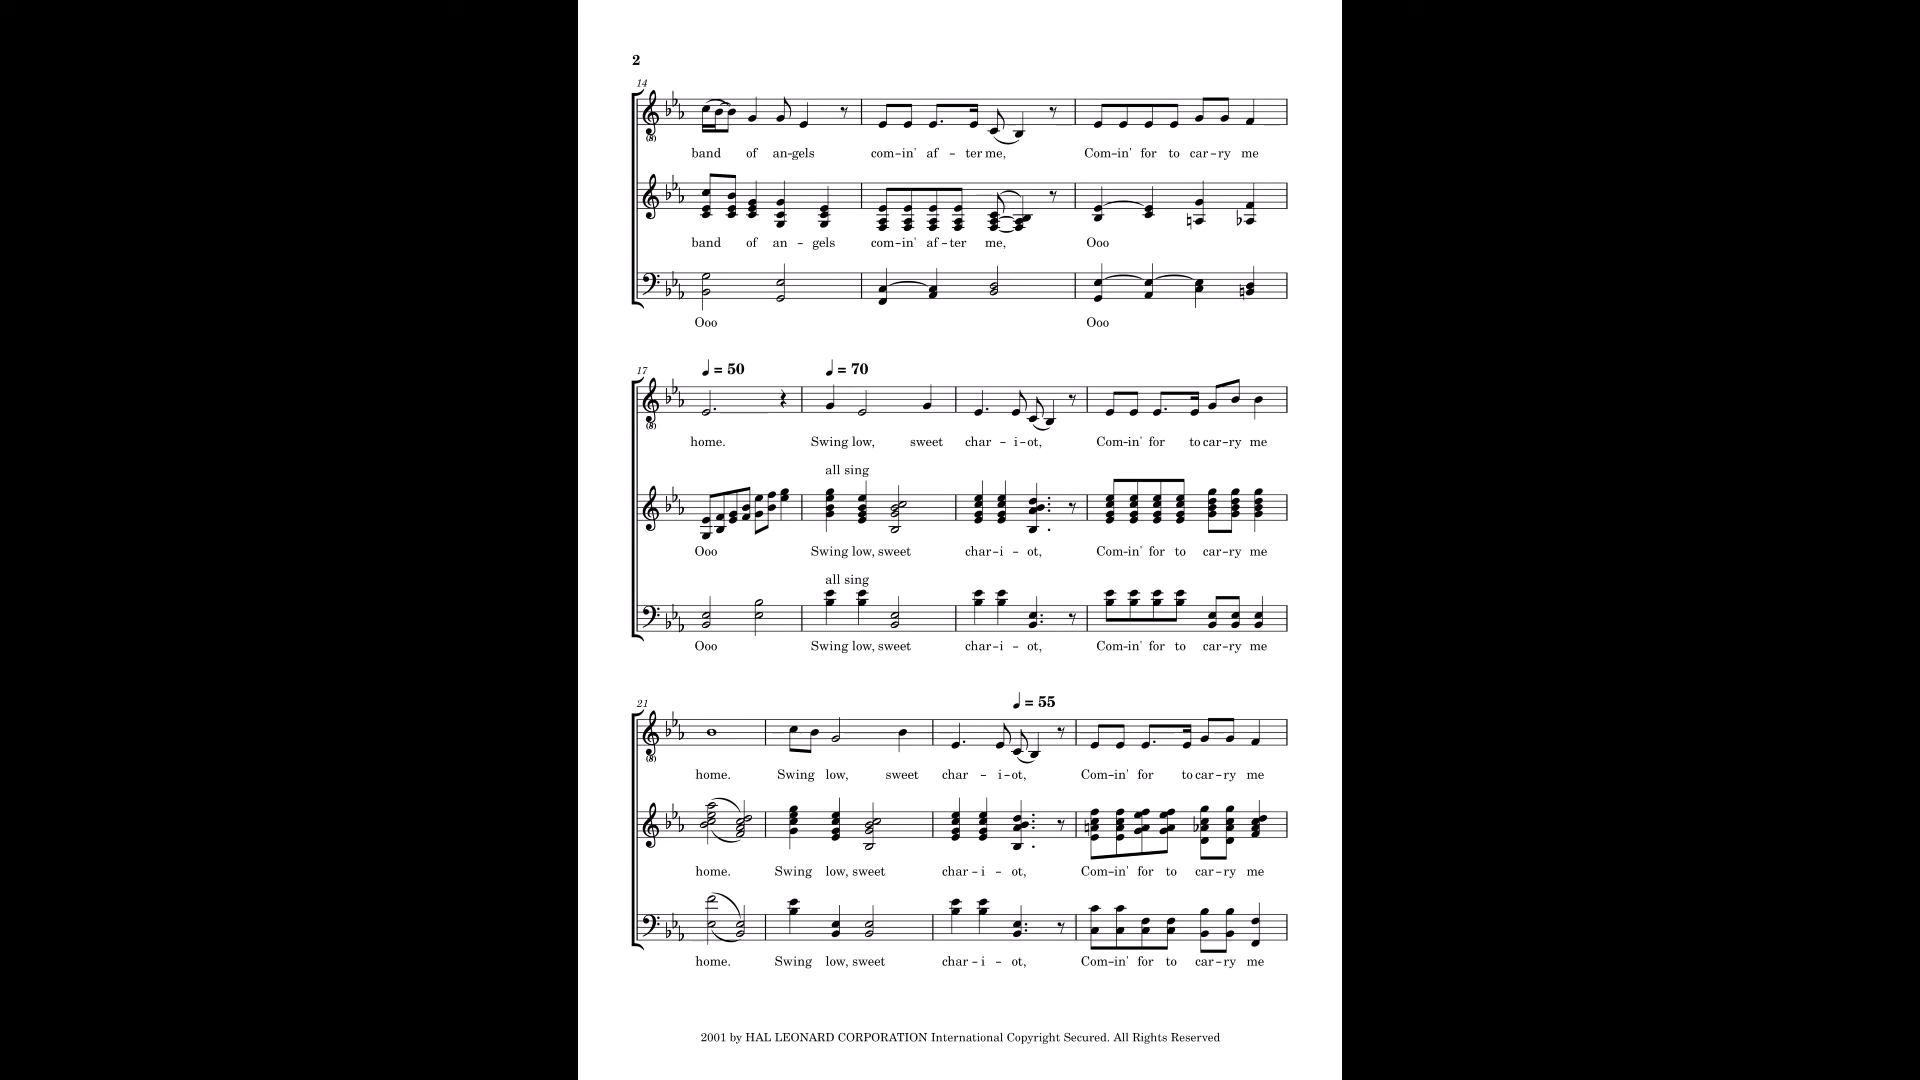 2
14
band of an-gels com-in' af-ter me, Com-in' for to car-ry me
band of an-gels com-in' af-ter me, Ooo
Ooo Ooo
17 = 50 = 70
home. Swing low, sweet char-i-ot, Com-in' for to car-ry me
all sing
Ooo Swing low, sweet char-i-ot, Com-in' for to car-ry me
all sing
Ooo Swing low, sweet char-i-ot, Com-in' for to car-ry me
21 = 55
home. Swing low, sweet char-i-ot, Com-in' for to car-ry me
home. Swing low, sweet char-i-ot, Com-in' for to car-ry me
home. Swing low, sweet char-i-ot, Com-in' for to car-ry me
2001 by HAL LEONARD CORPORATION International Copyright Secured. All Rights Reserved